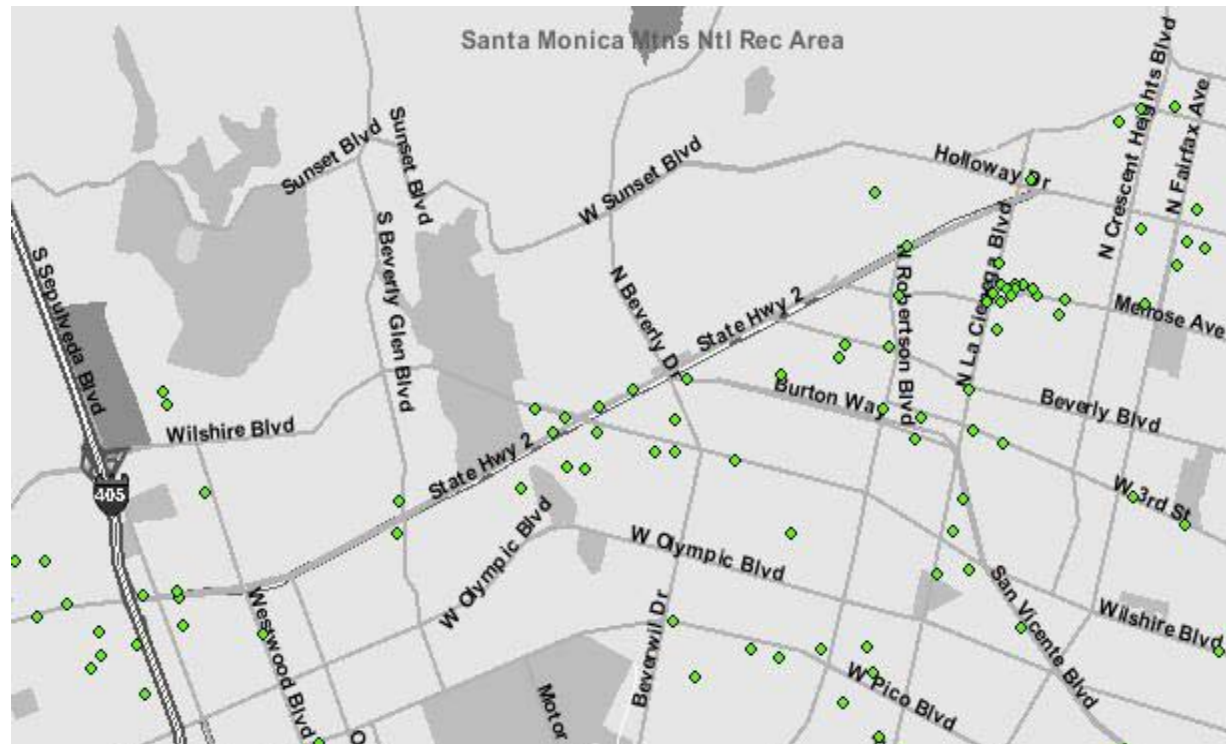 Santa Monica Mtns Ntl Rec Area
Sunset Blvd
Sunset Blvd
W Sunset Blvd
Holloway Dr
N Crescent Heights Blvd
N Fairfax Ave
S Sepulveda Blvd
S Beverly Glen Blvd
N Beverly Dr
State Hwy 2
N Robertson Blvd
N La Cienega Blvd
Melrose Ave
Burton Way
Beverly Blvd
Wilshire Blvd
State Hwy 2
405
W 3rd St
W Olympic Blvd
W Olympic Blvd
Westwood Blvd
San Vicente Blvd
Wilshire Blvd
Beverwil Dr
W Pico Blvd
Motor
O